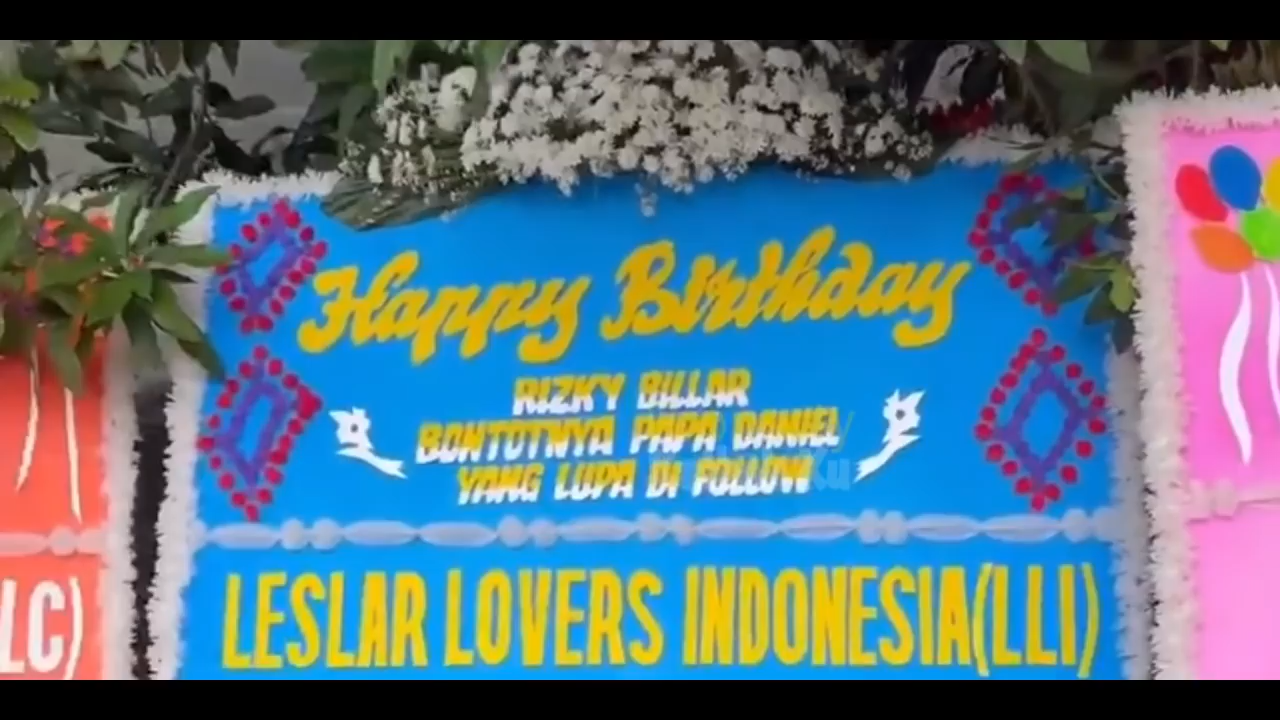 Happy Birthday
RIZKY BILLAR
BONTOTNYA PAPA DANIEL
YANG LUPA DI FOLLOW
LESLAR LOVERS INDONESIA(LLI)
LC)